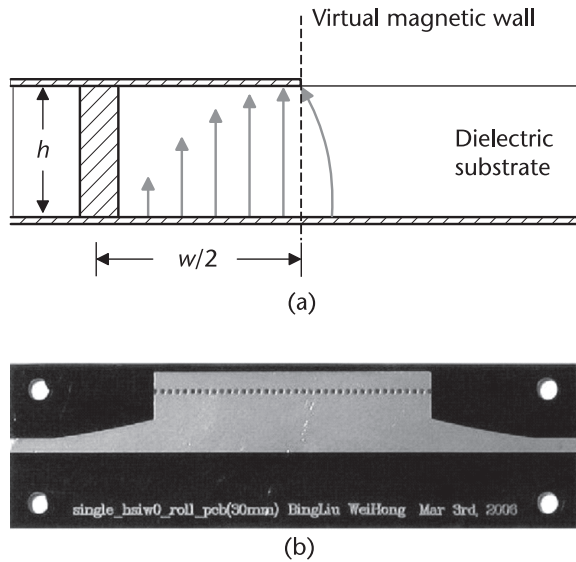 Virtual magnetic wall
h
Dielectric
substrate
w/2
(a)
single_hsiw0_roll_pcb(30mm) BingLiu WeiHong Mar 3rd, 2006
(b)